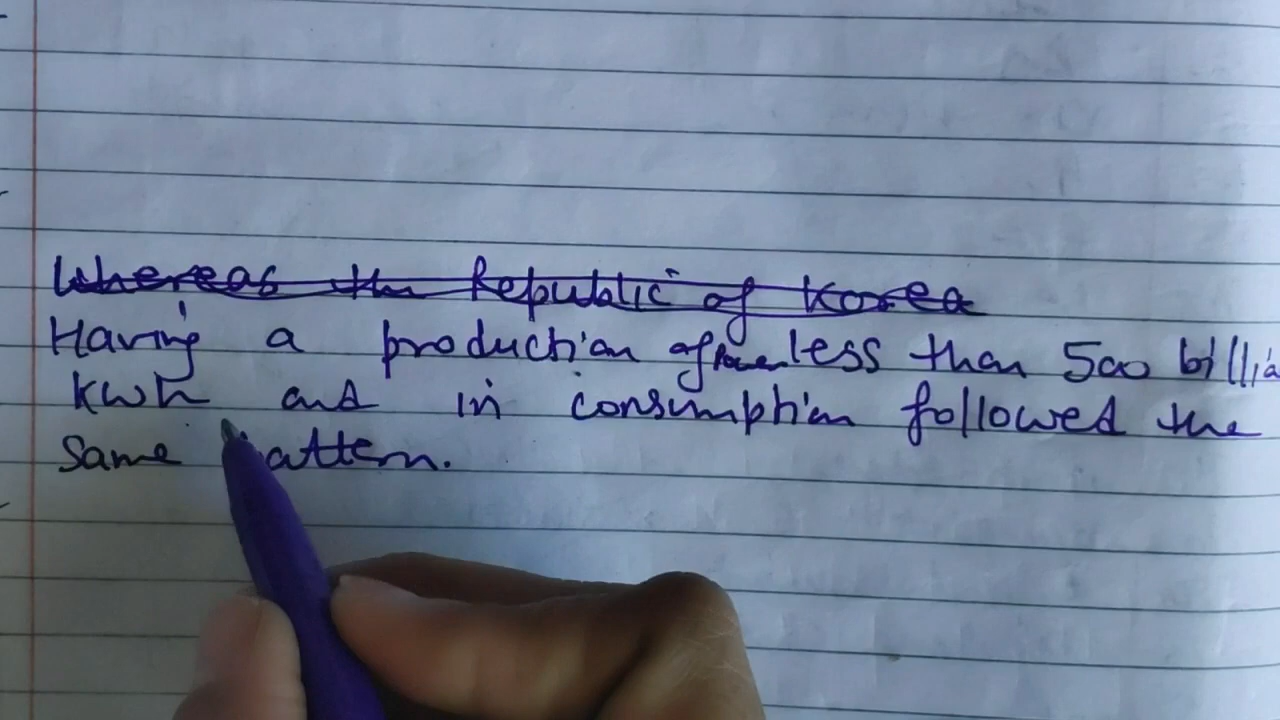 Whereas the Republic of Korea
Having a production of power less than 500 billio
Kwh and in consumption followed the
same pattern.